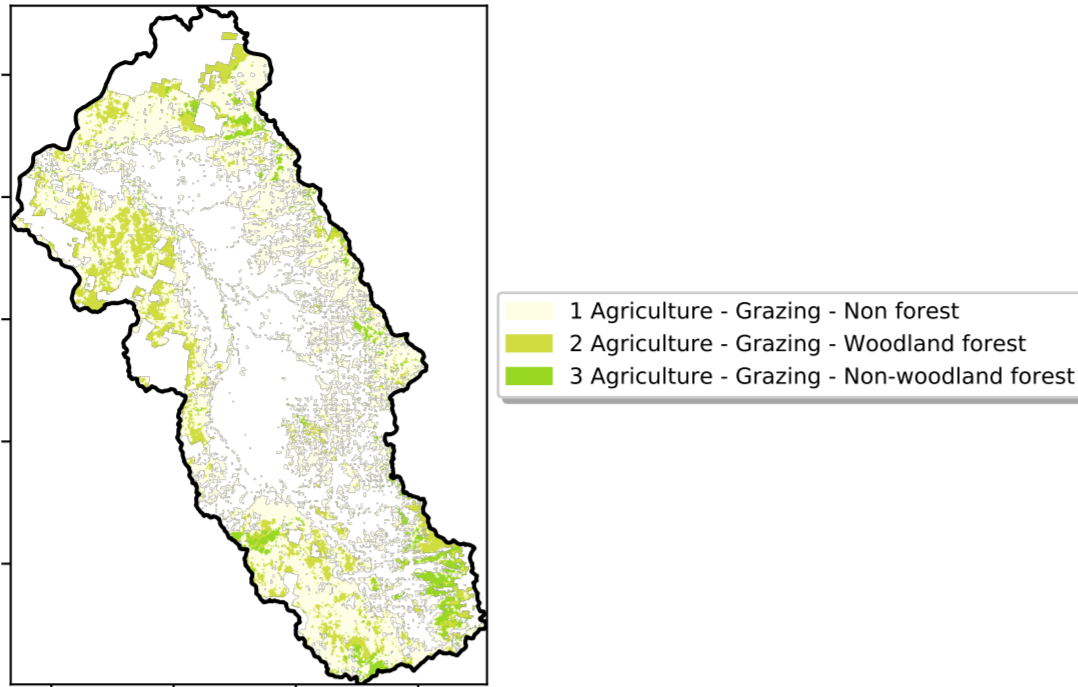 1 Agriculture - Grazing - Non forest
2 Agriculture - Grazing - Woodland forest
3 Agriculture - Grazing - Non-woodland forest